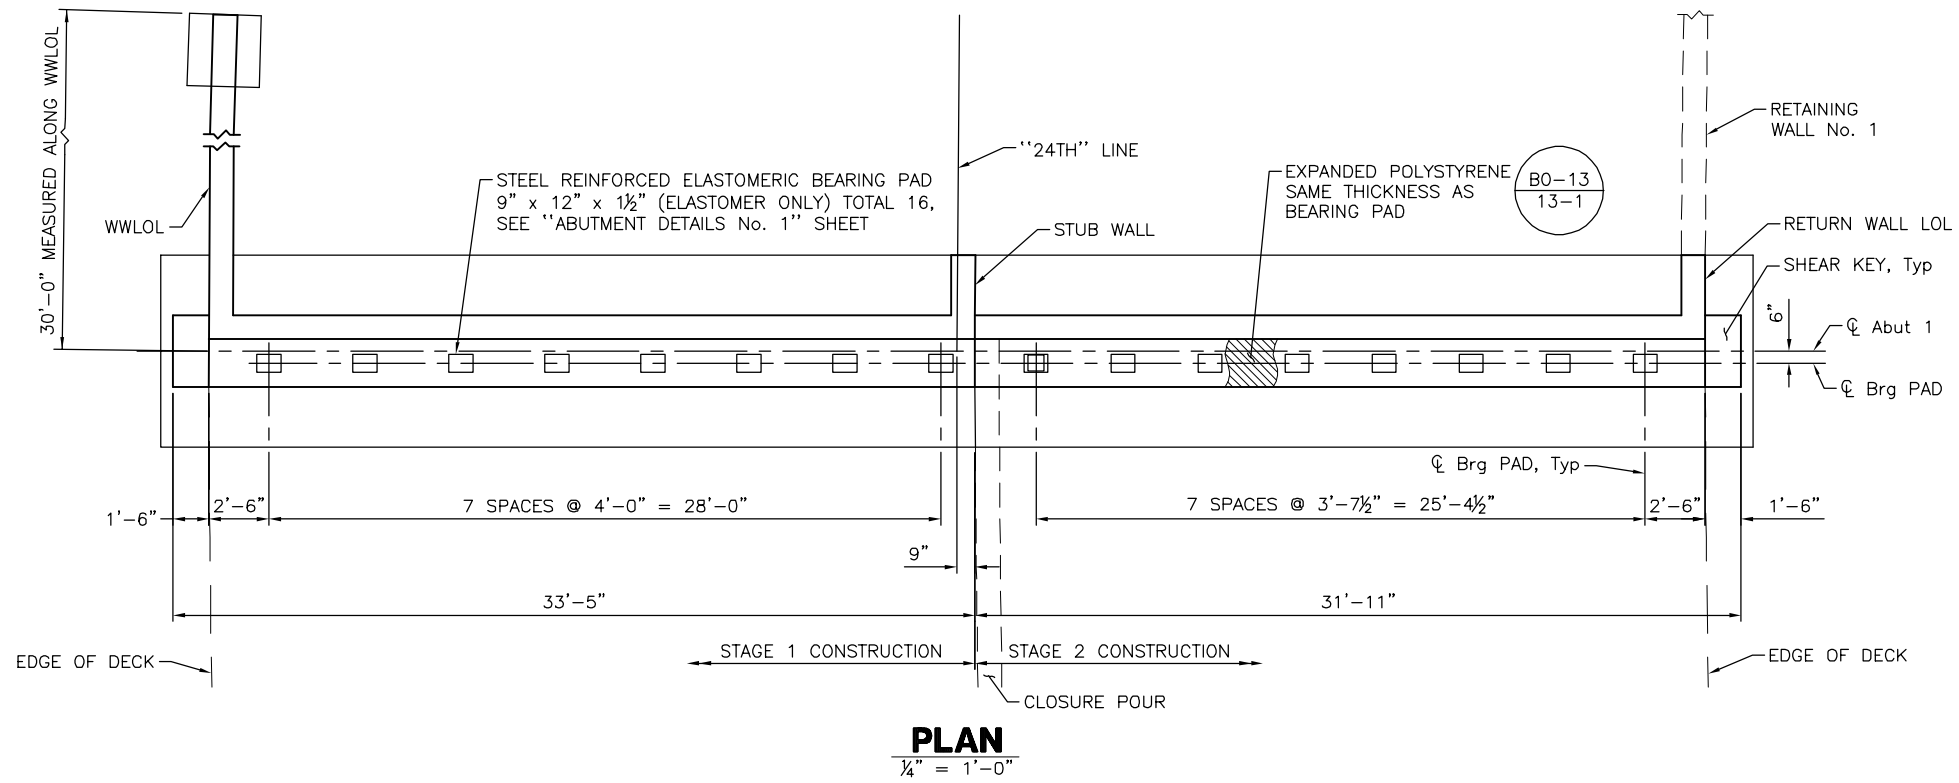 30'-0" MEASURED ALONG WWLOL
WWLOL
STEEL REINFORCED ELASTOMERIC BEARING PAD
9" x 12" x 1½" (ELASTOMER ONLY) TOTAL 16,
SEE "ABUTMENT DETAILS No. 1" SHEET
"24TH" LINE
STUB WALL
EXPANDED POLYSTYRENE
SAME THICKNESS AS
BEARING PAD
B0-13
13-1
RETAINING
WALL No. 1
RETURN WALL LOL
SHEAR KEY, Typ
6"
℄ Abut 1
℄ Brg PAD
℄ Brg PAD, Typ
1'-6"
2'-6"
7 SPACES @ 4'-0" = 28'-0"
7 SPACES @ 3'-7½" = 25'-4½"
2'-6"
1'-6"
9"
33'-5"
31'-11"
STAGE 1 CONSTRUCTION
STAGE 2 CONSTRUCTION
EDGE OF DECK
EDGE OF DECK
CLOSURE POUR
PLAN
¼" = 1'-0"